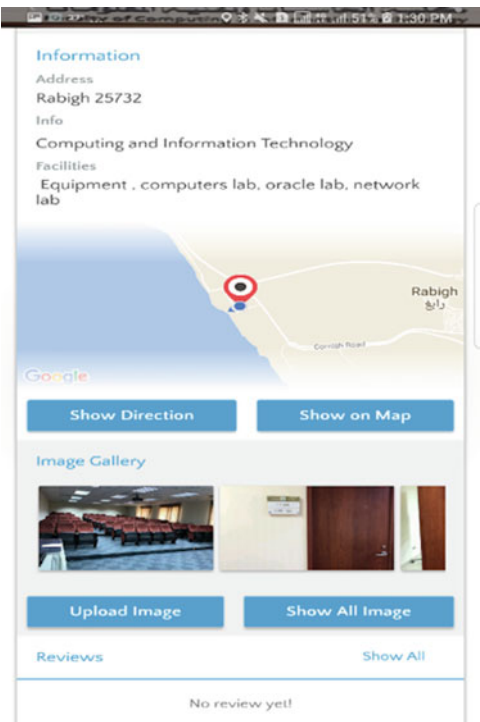 51% 1:30 PM
Information
Address
Rabigh 25732
Info
Computing and Information Technology
Facilities
Equipment , computers lab, oracle lab, network
lab
Rabigh
رابغ
Cornish Road
Google
Show Direction
Show on Map
Image Gallery
Upload Image
Show All Image
Reviews
Show All
No review yet!